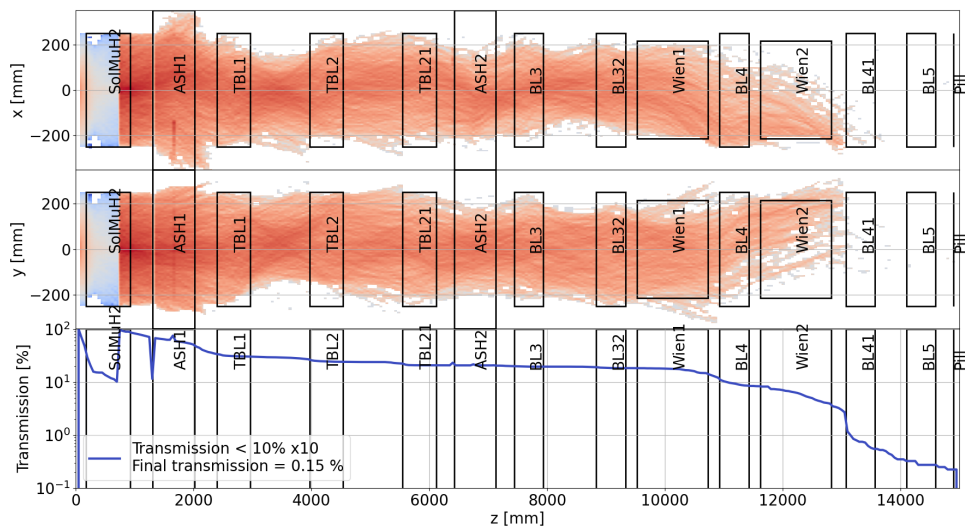 200
0
−200
x [mm]
SolMuH2
ASH1
TBL1
TBL2
TBL21
ASH2
BL3
BL32
Wien1
BL4
Wien2
BL41
BL5
Pill
200
0
−200
y [mm]
SolMuH2
ASH1
TBL1
TBL2
TBL21
ASH2
BL3
BL32
Wien1
BL4
Wien2
BL41
BL5
Pill
10²
10¹
10⁰
10⁻¹
Transmission [%]
SolMuH2
ASH1
TBL1
TBL2
TBL21
ASH2
BL3
BL32
Wien1
BL4
Wien2
BL41
BL5
Pill
Transmission < 10% x10
Final transmission = 0.15 %
0 2000 4000 6000 8000 10000 12000 14000
z [mm]